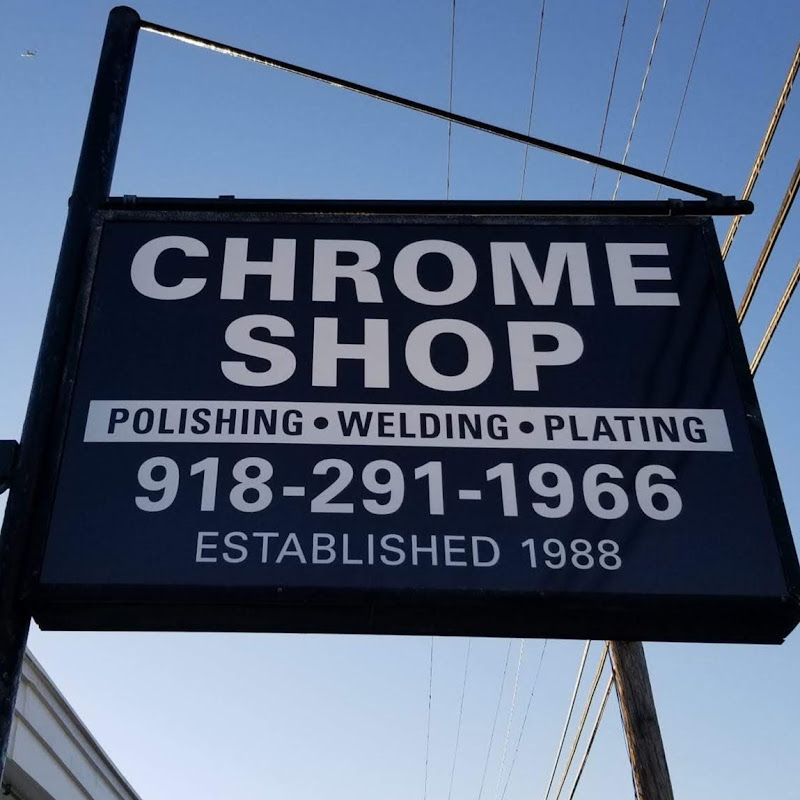 CHROME
SHOP
POLISHING • WELDING • PLATING
918-291-1966
ESTABLISHED 1988